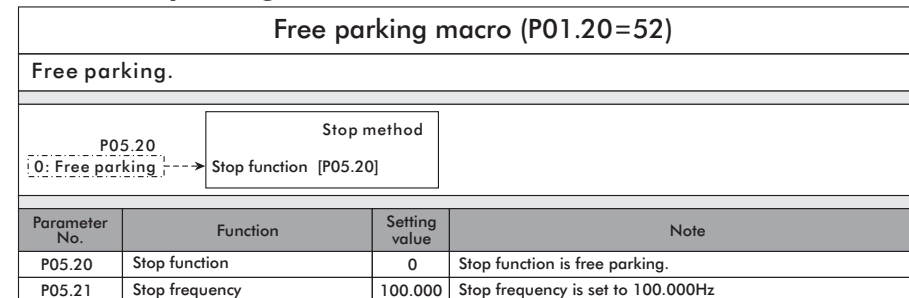 Free parking macro (P01.20=52)
Free parking.
Stop method
P05.20
0: Free parking
Stop function [P05.20]
Parameter No. Function Setting value Note
P05.20 Stop function 0 Stop function is free parking.
P05.21 Stop frequency 100.000 Stop frequency is set to 100.000Hz